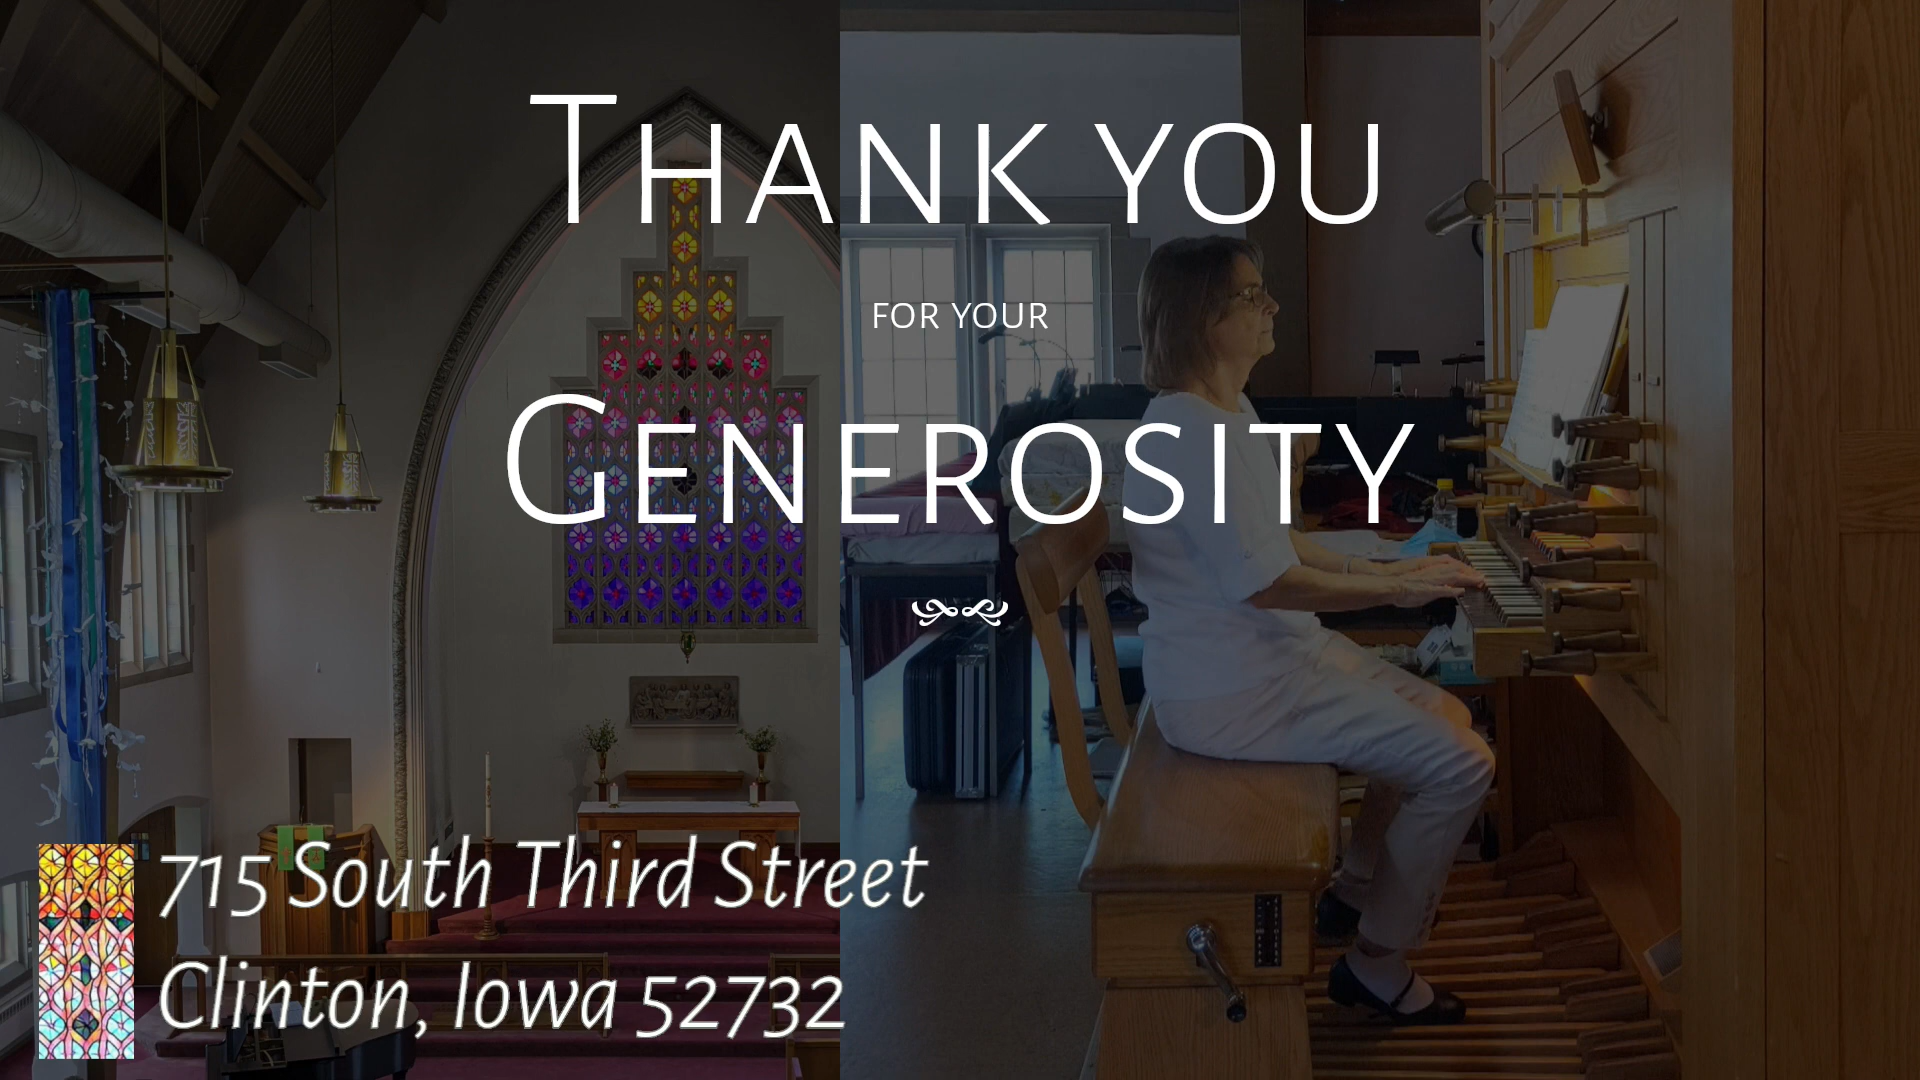 Thank you
for your
Generosity
715 South Third Street
Clinton, Iowa 52732